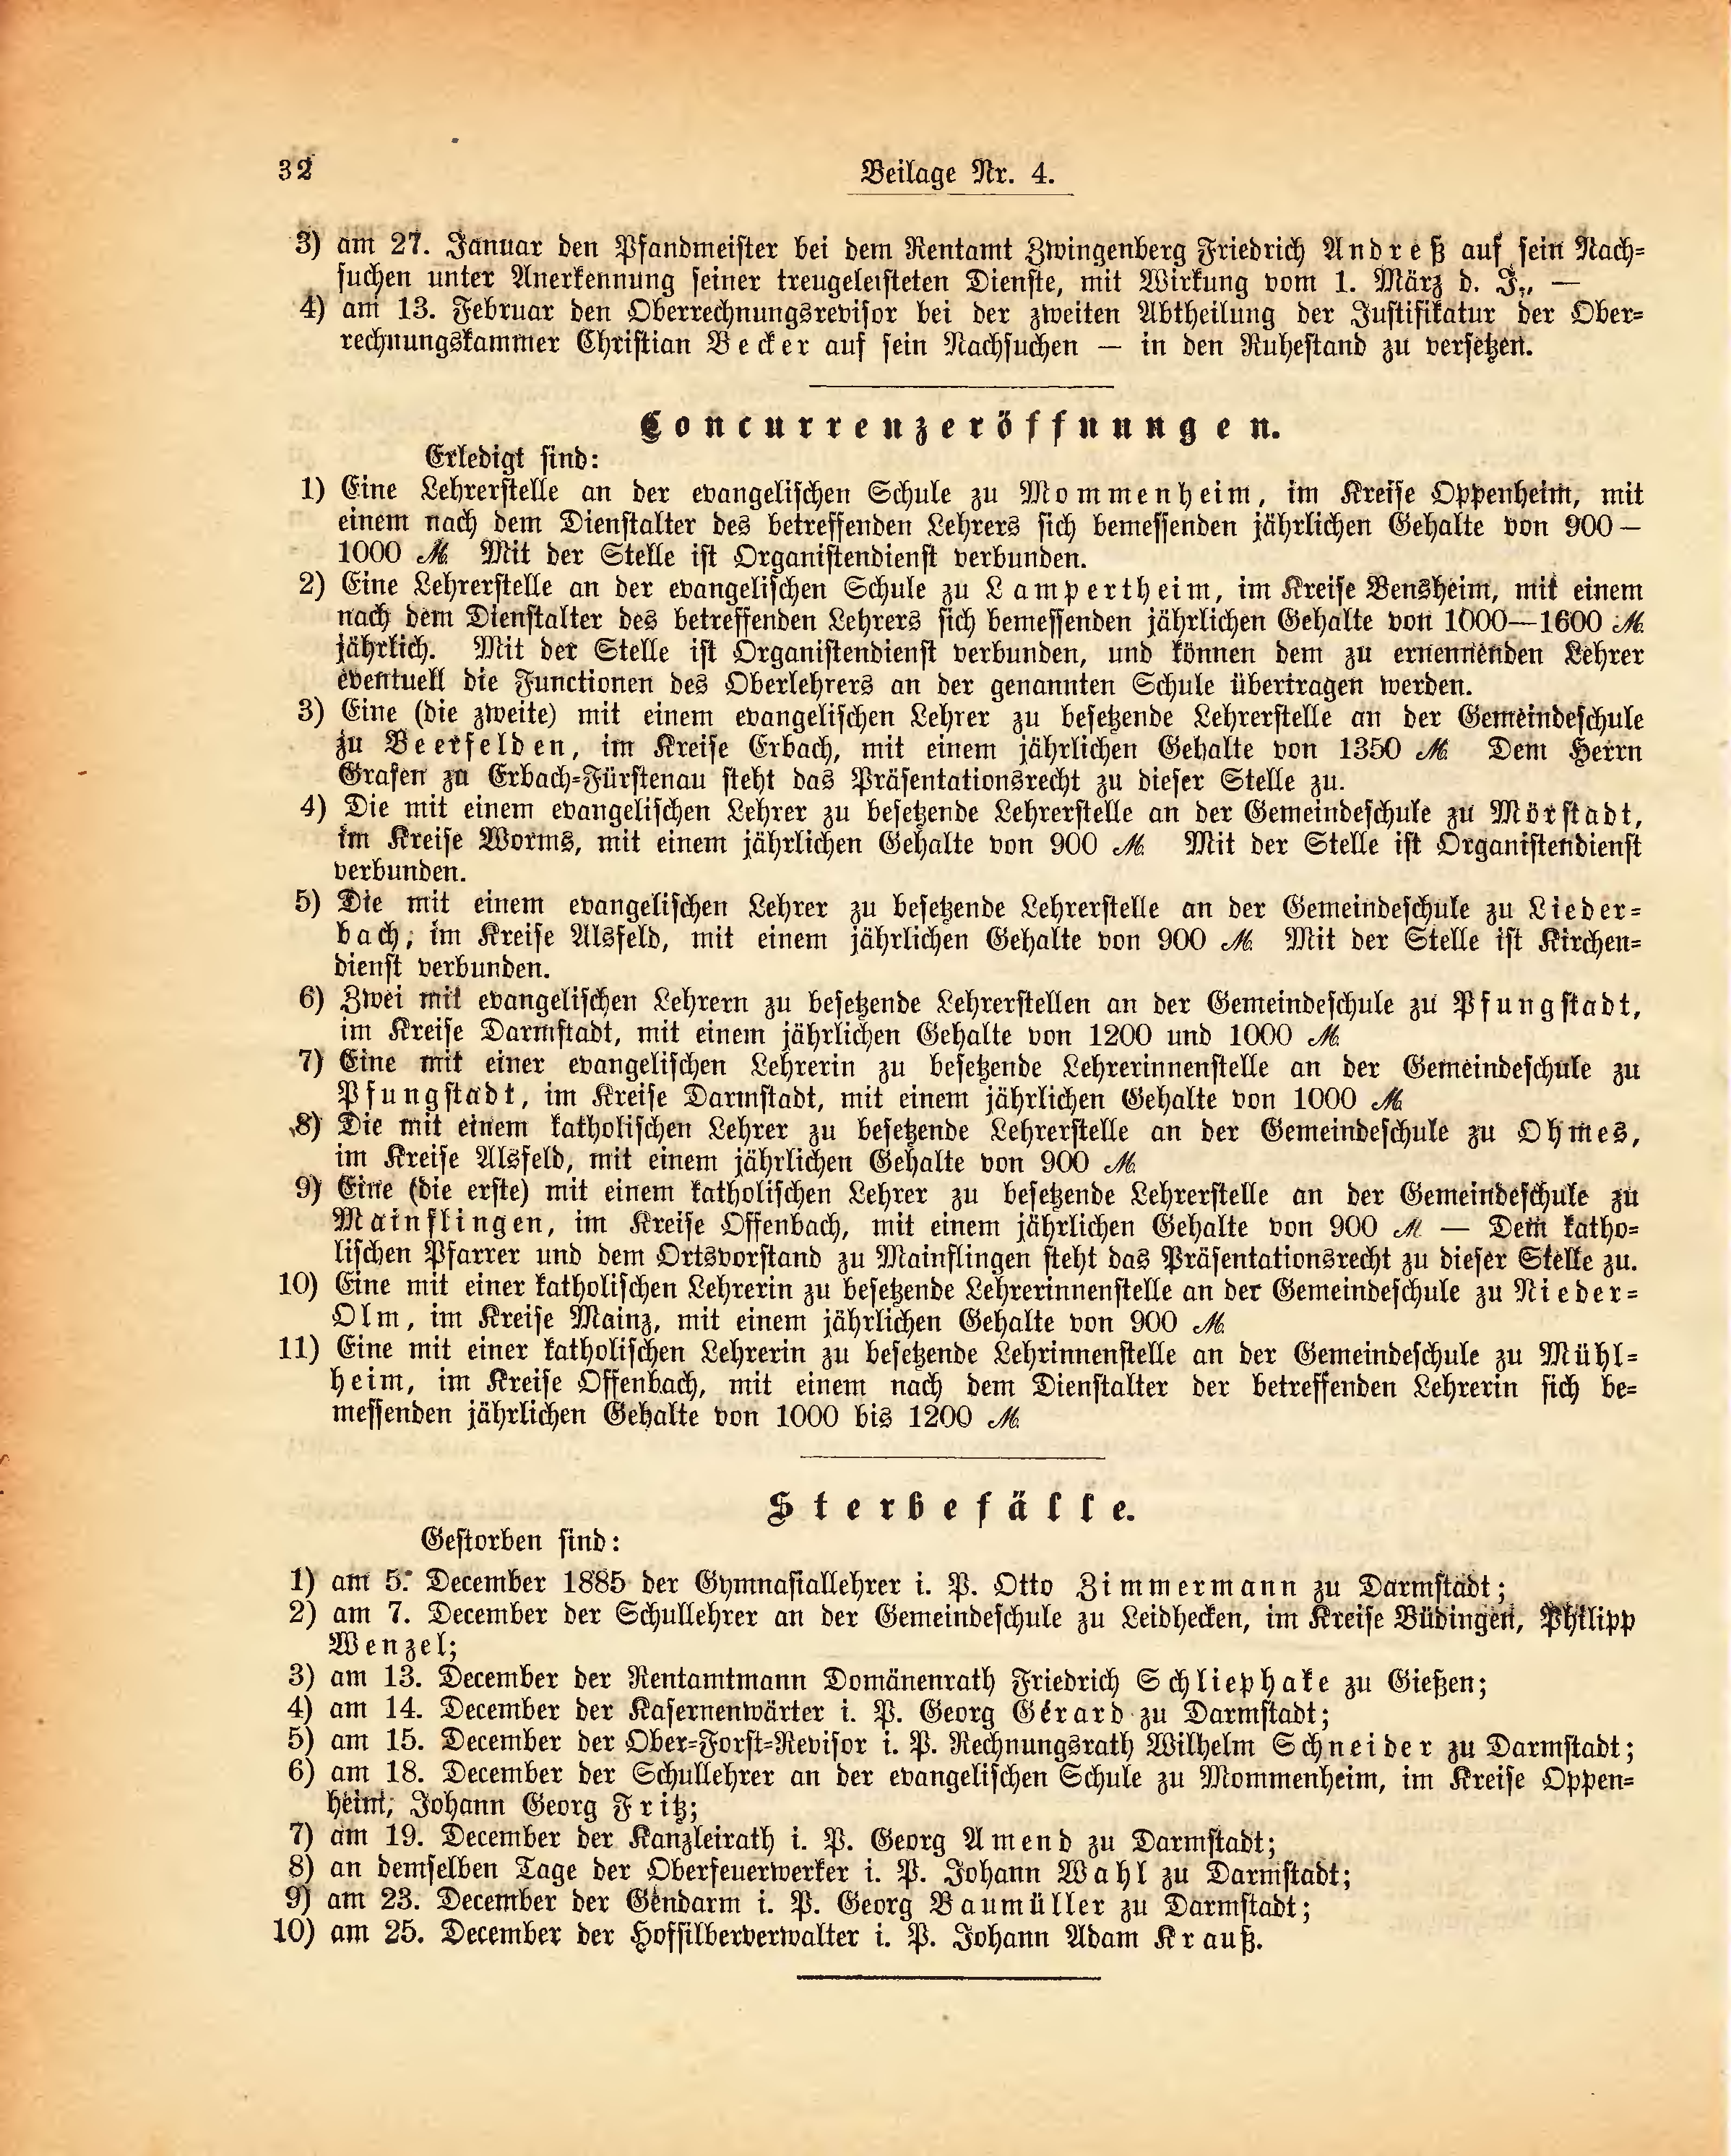 32
Beilage Nr. 4.
3) am 27. Januar den Pfandmeister bei dem Rentamt Zwingenberg Friedrich Andreß auf sein Nach-
suchen unter Anerkennung seiner treugeleisteten Dienste, mit Wirkung vom 1. März d. J., —
4) am 13. Februar den Oberrechnungsrevisor bei der zweiten Abtheilung der Justifikatur der Ober-
rechnungskammer Christian Becker auf sein Nachsuchen — in den Ruhestand zu versetzen.
Concurrenzeröffnungen.
Erledigt sind:
1) Eine Lehrerstelle an der evangelischen Schule zu Mommenheim, im Kreise Oppenheim, mit
einem nach dem Dienstalter des betreffenden Lehrers sich bemessenden jährlichen Gehalte von 900—
1000 M. Mit der Stelle ist Organistendienst verbunden.
2) Eine Lehrerstelle an der evangelischen Schule zu Lampertheim, im Kreise Bensheim, mit einem
nach dem Dienstalter des betreffenden Lehrers sich bemessenden jährlichen Gehalte von 1000—1600 M.
jährlich. Mit der Stelle ist Organistendienst verbunden, und können dem zu ernennenden Lehrer
eventuell die Functionen des Oberlehrers an der genannten Schule übertragen werden.
3) Eine (die zweite) mit einem evangelischen Lehrer zu besetzende Lehrerstelle an der Gemeindeschule
zu Beerfelden, im Kreise Erbach, mit einem jährlichen Gehalte von 1350 M. Dem Herrn
Grafen zu Erbach-Fürstenau steht das Präsentationsrecht zu dieser Stelle zu.
4) Die mit einem evangelischen Lehrer zu besetzende Lehrerstelle an der Gemeindeschule zu Mörstadt,
im Kreise Worms, mit einem jährlichen Gehalte von 900 M. Mit der Stelle ist Organistendienst
verbunden.
5) Die mit einem evangelischen Lehrer zu besetzende Lehrerstelle an der Gemeindeschule zu Lieder-
bach, im Kreise Alsfeld, mit einem jährlichen Gehalte von 900 M. Mit der Stelle ist Kirchen-
dienst verbunden.
6) Zwei mit evangelischen Lehrern zu besetzende Lehrerstellen an der Gemeindeschule zu Pfungstadt,
im Kreise Darmstadt, mit einem jährlichen Gehalte von 1200 und 1000 M.
7) Eine mit einer evangelischen Lehrerin zu besetzende Lehrerinnenstelle an der Gemeindeschule zu
Pfungstadt, im Kreise Darmstadt, mit einem jährlichen Gehalte von 1000 M.
8) Die mit einem katholischen Lehrer zu besetzende Lehrerstelle an der Gemeindeschule zu Ohmes,
im Kreise Alsfeld, mit einem jährlichen Gehalte von 900 M.
9) Eine (die erste) mit einem katholischen Lehrer zu besetzende Lehrerstelle an der Gemeindeschule zu
Mainflingen, im Kreise Offenbach, mit einem jährlichen Gehalte von 900 M — Dem katho-
lischen Pfarrer und dem Ortsvorstand zu Mainflingen steht das Präsentationsrecht zu dieser Stelle zu.
10) Eine mit einer katholischen Lehrerin zu besetzende Lehrerinnenstelle an der Gemeindeschule zu Nieder-
Olm, im Kreise Mainz, mit einem jährlichen Gehalte von 900 M.
11) Eine mit einer katholischen Lehrerin zu besetzende Lehrinnenstelle an der Gemeindeschule zu Mühl-
heim, im Kreise Offenbach, mit einem nach dem Dienstalter der betreffenden Lehrerin sich be-
messenden jährlichen Gehalte von 1000 bis 1200 M.
Sterbefälle.
Gestorben sind:
1) am 5. December 1885 der Gymnasiallehrer i. P. Otto Zimmermann zu Darmstadt;
2) am 7. December der Schullehrer an der Gemeindeschule zu Leidhecken, im Kreise Büdingen, Philipp
Wenzel;
3) am 13. December der Rentamtmann Domänenrath Friedrich Schliephake zu Gießen;
4) am 14. December der Kasernenwärter i. P. Georg Gérard zu Darmstadt;
5) am 15. December der Ober-Forst-Revisor i. P. Rechnungsrath Wilhelm Schneider zu Darmstadt;
6) am 18. December der Schullehrer an der evangelischen Schule zu Mommenheim, im Kreise Oppen-
heim, Johann Georg Fritz;
7) am 19. December der Kanzleirath i. P. Georg Amend zu Darmstadt;
8) an demselben Tage der Oberfeuerwerker i. P. Johann Wahl zu Darmstadt;
9) am 23. December der Gendarm i. P. Georg Baumüller zu Darmstadt;
10) am 25. December der Hofsilberverwalter i. P. Johann Adam Krauß.